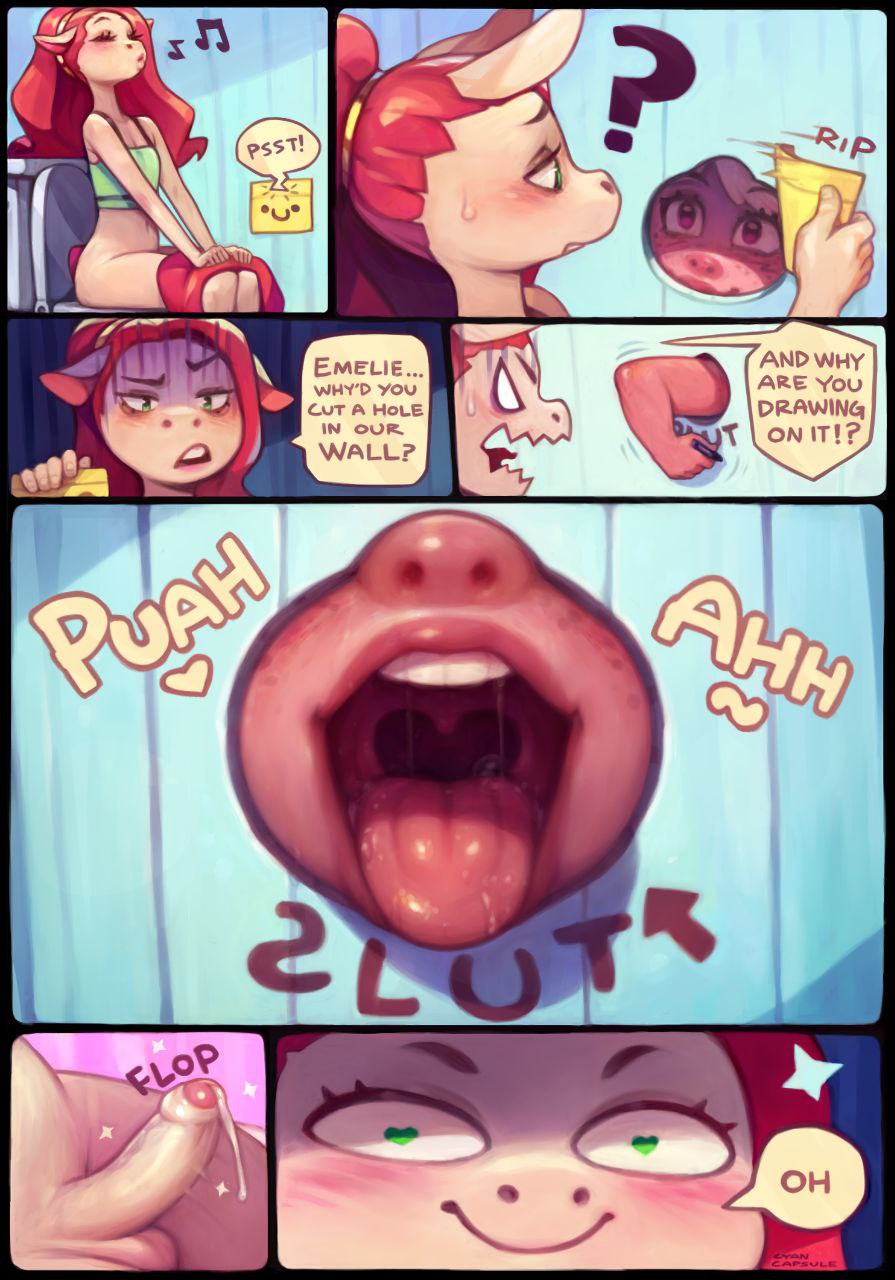 PSST!
?
RIP
EMELIE...
WHY'D YOU
CUT A HOLE
IN OUR
WALL?
AND WHY
ARE YOU
DRAWING
ON IT!?
SLUT
PUAH
AHH
~
SLUT
FLOP
OH
CYAN
CAPSULE